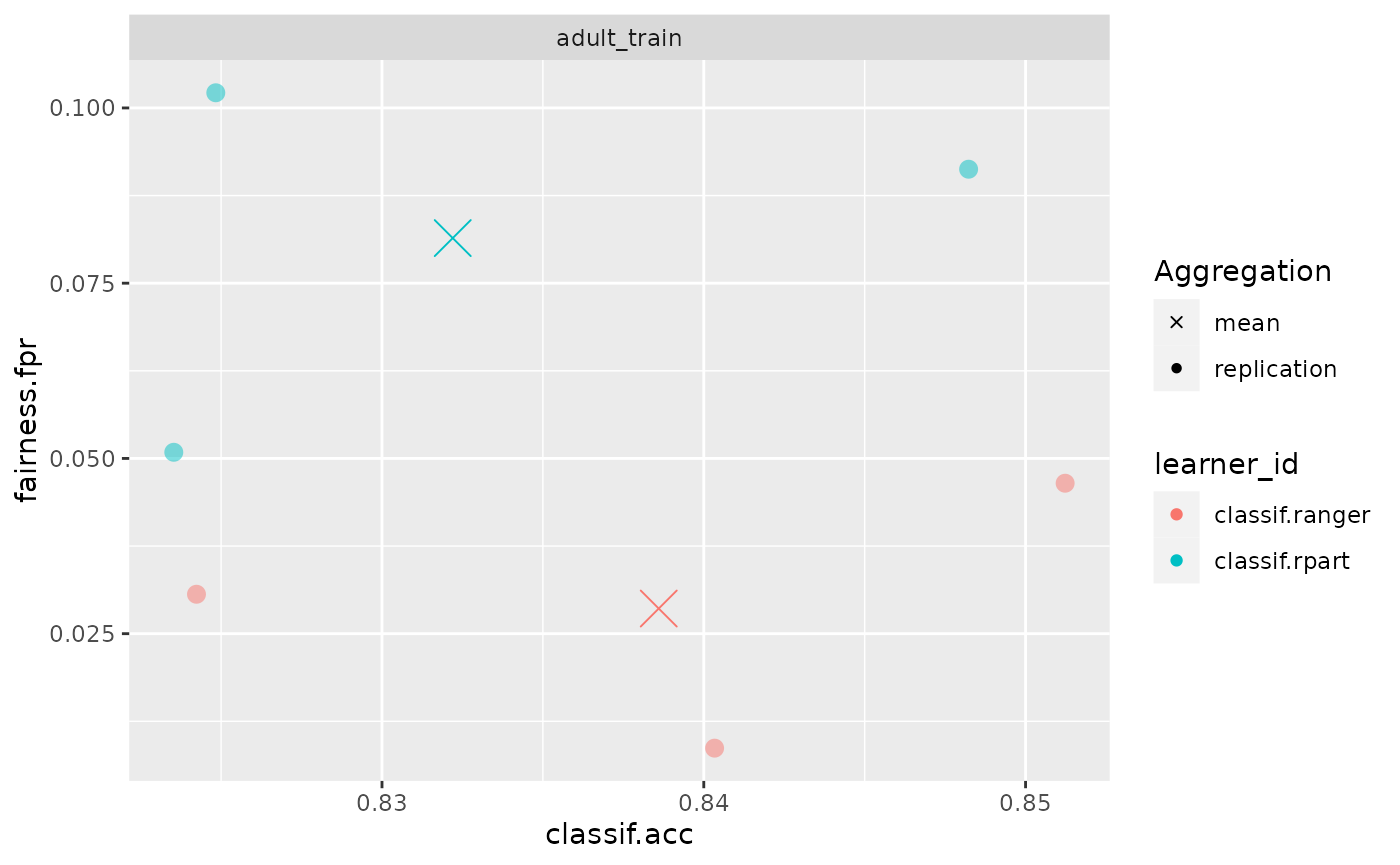 adult_train
0.100
0.075
0.050
0.025
fairness.fpr
0.83
0.84
0.85
classif.acc
Aggregation
mean
replication
learner_id
classif.ranger
classif.rpart